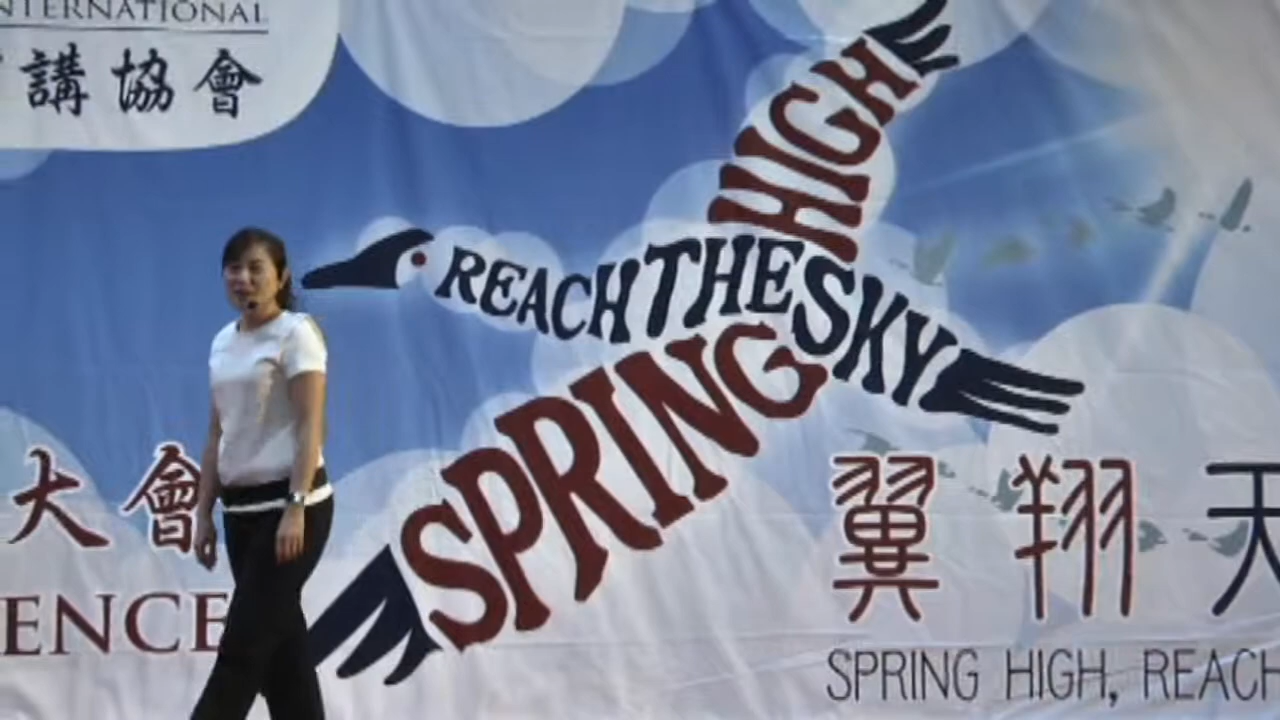 INTERNATIONAL
講協會
HIGH
REACH THE SKY
SPRING
大會
ENCE
翼翔天
SPRING HIGH, REACH